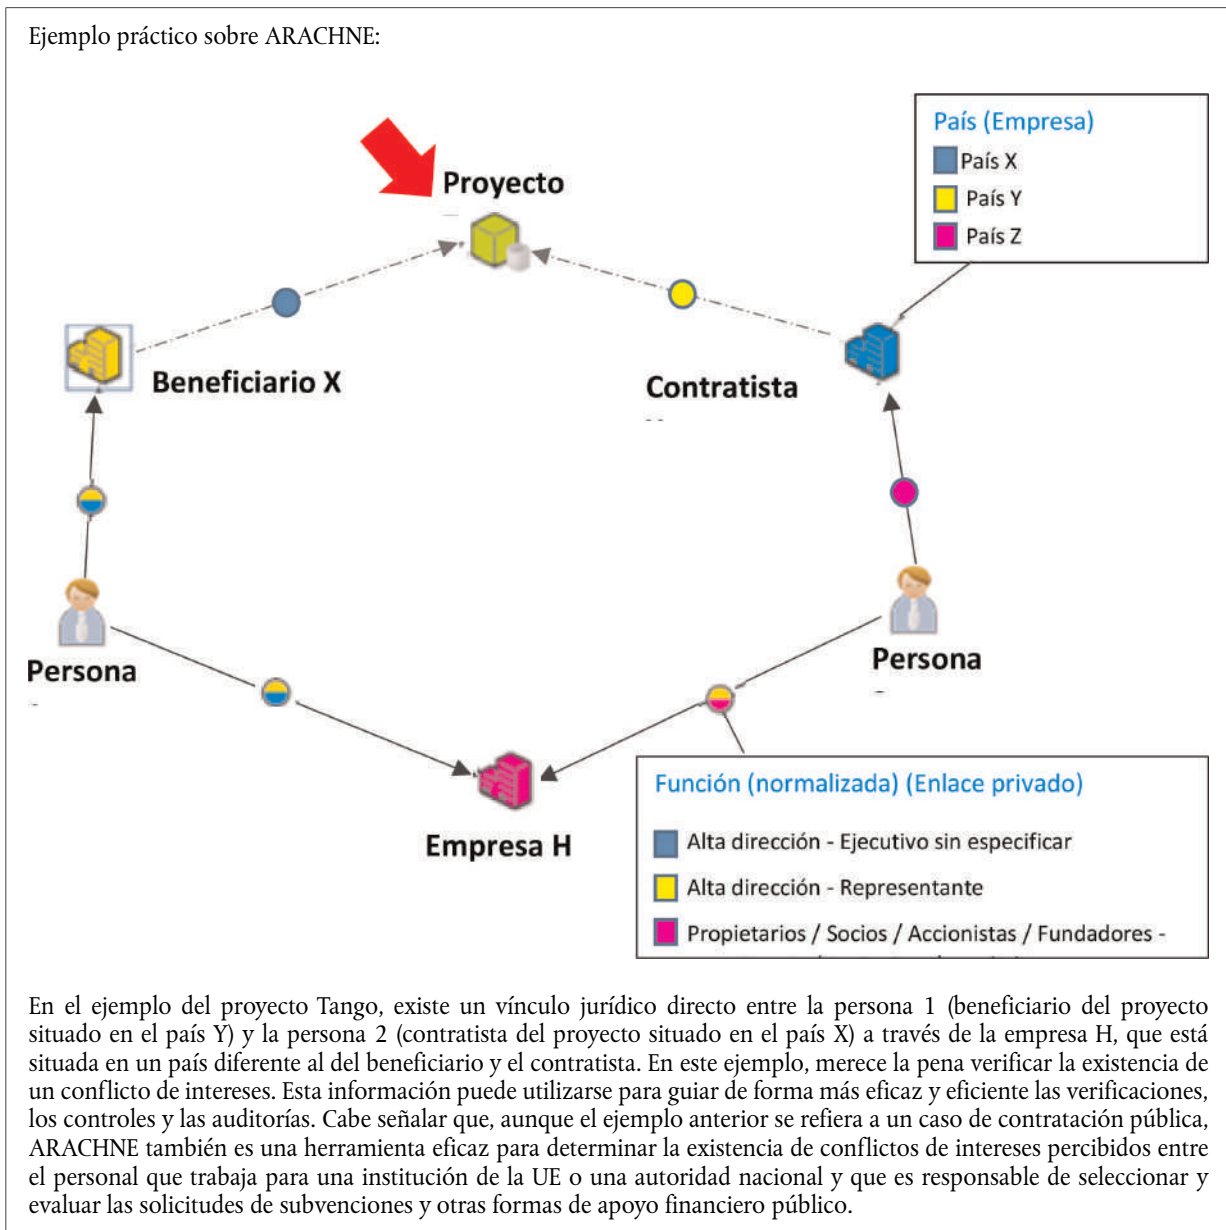 Ejemplo práctico sobre ARACHNE:
País (Empresa)
País X
País Y
País Z
Proyecto
Beneficiario X
Contratista
Persona
Persona
Empresa H
Función (normalizada) (Enlace privado)
Alta dirección - Ejecutivo sin especificar
Alta dirección - Representante
Propietarios / Socios / Accionistas / Fundadores -
En el ejemplo del proyecto Tango, existe un vínculo jurídico directo entre la persona 1 (beneficiario del proyecto
situado en el país Y) y la persona 2 (contratista del proyecto situado en el país X) a través de la empresa H, que está
situada en un país diferente al del beneficiario y el contratista. En este ejemplo, merece la pena verificar la existencia de
un conflicto de intereses. Esta información puede utilizarse para guiar de forma más eficaz y eficiente las verificaciones,
los controles y las auditorías. Cabe señalar que, aunque el ejemplo anterior se refiera a un caso de contratación pública,
ARACHNE también es una herramienta eficaz para determinar la existencia de conflictos de intereses percibidos entre
el personal que trabaja para una institución de la UE o una autoridad nacional y que es responsable de seleccionar y
evaluar las solicitudes de subvenciones y otras formas de apoyo financiero público.